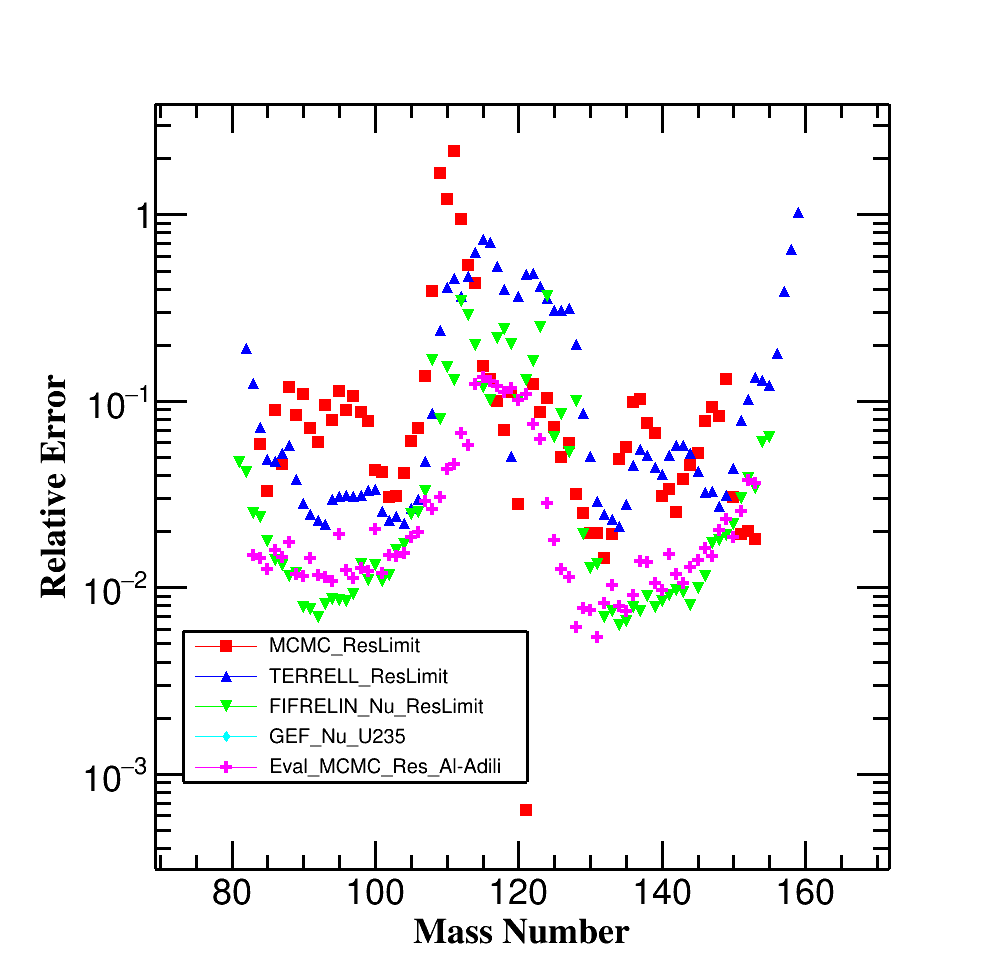 Relative Error
1
10⁻¹
10⁻²
10⁻³
MCMC_ResLimit
TERRELL_ResLimit
FIFRELIN_Nu_ResLimit
GEF_Nu_U235
Eval_MCMC_Res_Al-Adili
80 100 120 140 160
Mass Number